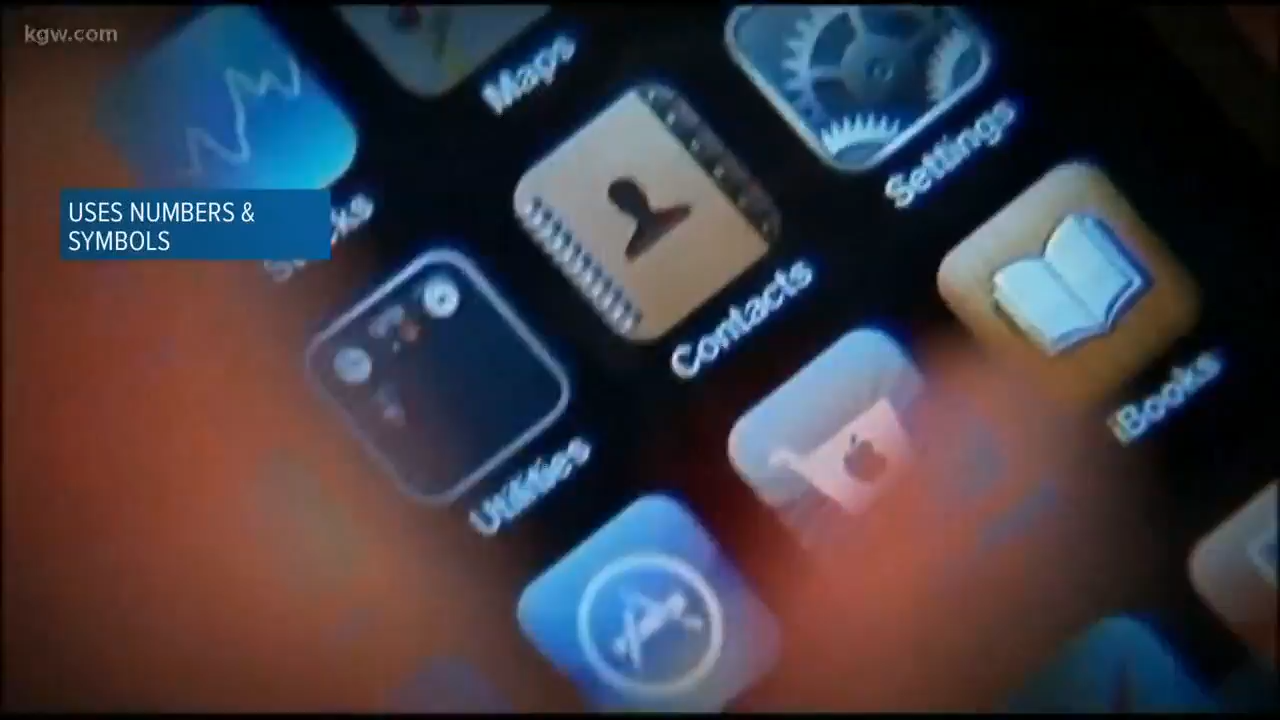 kgw.com
Maps
Settings
USES NUMBERS &
SYMBOLS
Contacts
iBooks
Utilities